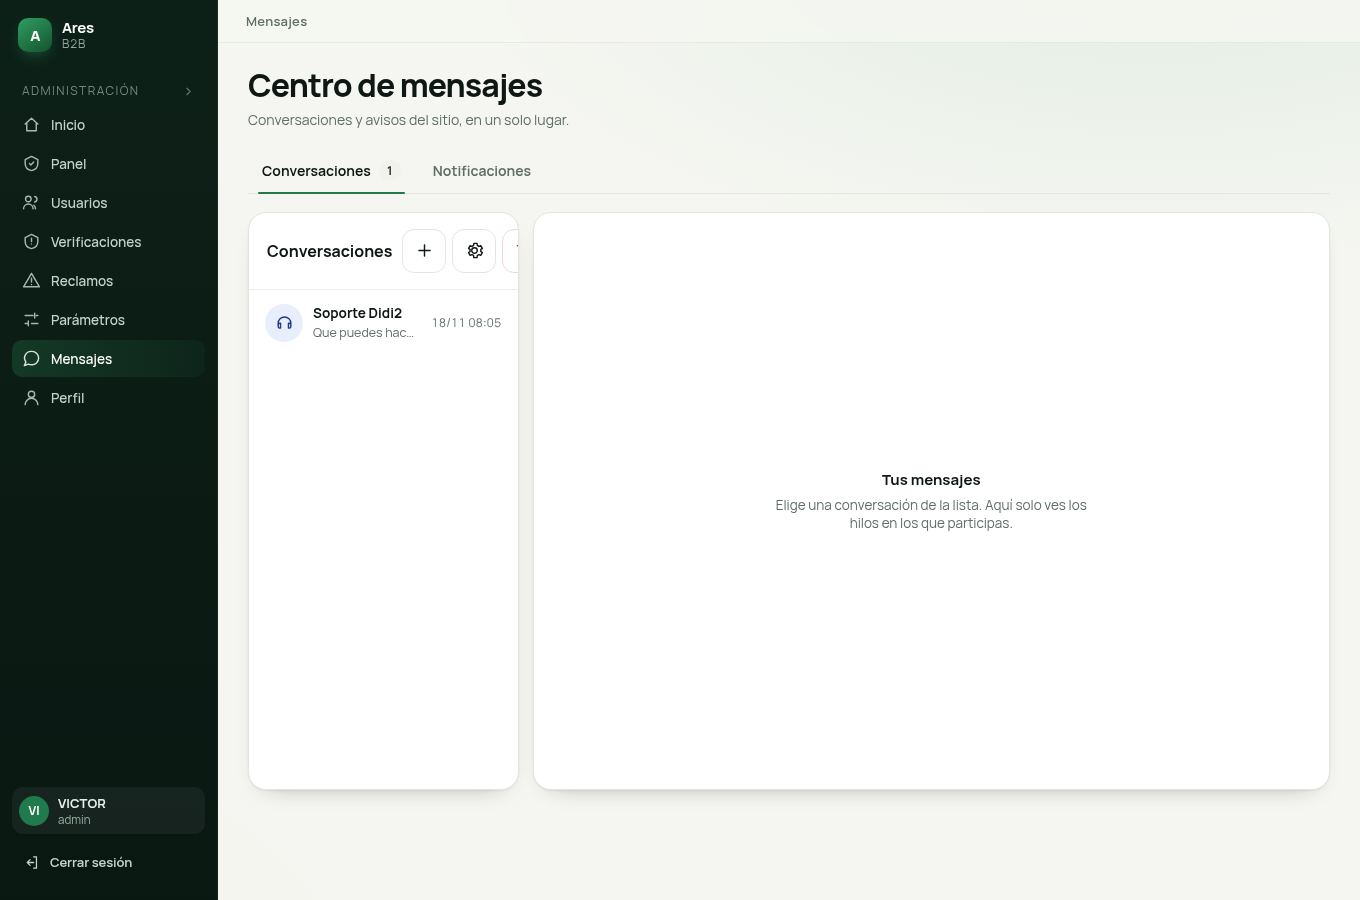 A
Ares
B2B
ADMINISTRACIÓN
Inicio
Panel
Usuarios
Verificaciones
Reclamos
Parámetros
Mensajes
Perfil
VI
VICTOR
admin
Cerrar sesión
Mensajes
Centro de mensajes
Conversaciones y avisos del sitio, en un solo lugar.
Conversaciones 1
Notificaciones
Conversaciones
Soporte Didi2
Que puedes hac...
18/11 08:05
Tus mensajes
Elige una conversación de la lista. Aquí solo ves los
hilos en los que participas.